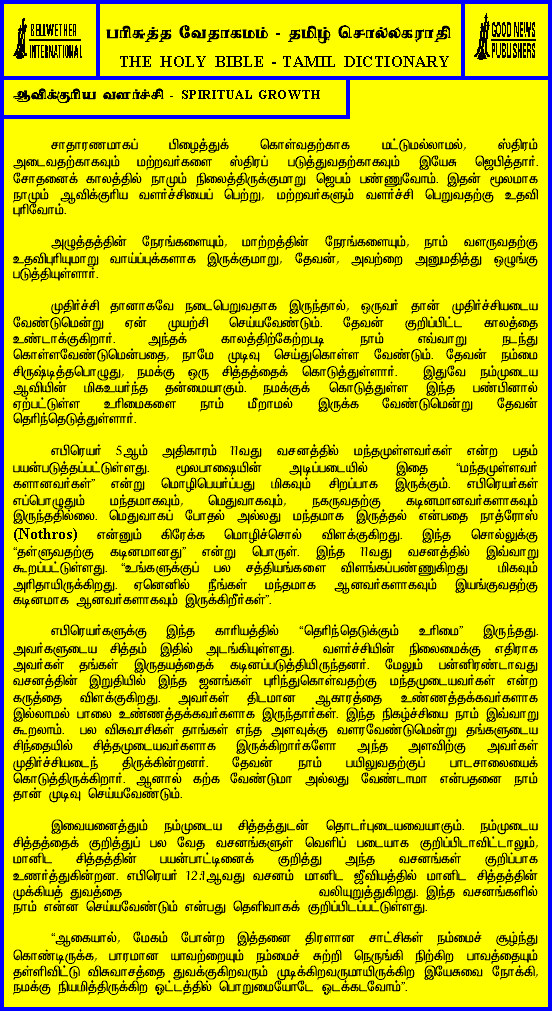 BELLWETHER
INTERNATIONAL
பரிசுத்த வேதாகமம் - தமிழ் சொல்லகராதி
THE HOLY BIBLE - TAMIL DICTIONARY
GOOD NEWS
PUBLISHERS
ஆவிக்குரிய வளர்ச்சி - SPIRITUAL GROWTH
சாதாரணமாகப் பிழைத்துக் கொள்வதற்காக மட்டுமல்லாமல், ஸ்திரம்
அடைவதற்காகவும் மற்றவர்களை ஸ்திரப் படுத்துவதற்காகவும் இயேசு ஜெபித்தார்.
சோதனைக் காலத்தில் நாமும் நிலைத்திருக்குமாறு ஜெபம் பண்ணுவோம். இதன் மூலமாக
நாமும் ஆவிக்குரிய வளர்ச்சியைப் பெற்று, மற்றவர்களும் வளர்ச்சி பெறுவதற்கு உதவி
புரிவோம்.
அழுத்தத்தின் நேரங்களையும், மாற்றத்தின் நேரங்களையும், நாம் வளருவதற்கு
உதவிபுரியுமாறு வாய்ப்புக்களாக இருக்குமாறு, தேவன், அவற்றை அனுமதித்து ஒழுங்கு
படுத்தியுள்ளார்.
முதிர்ச்சி தானாகவே நடைபெறுவதாக இருந்தால், ஒருவர் தான் முதிர்ச்சியடைய
வேண்டுமென்று ஏன் முயற்சி செய்யவேண்டும். தேவன் குறிப்பிட்ட காலத்தை
உண்டாக்குகிறார். அந்தக் காலத்திற்கேற்றபடி நாம் எவ்வாறு நடந்து
கொள்ளவேண்டுமென்பதை, நாமே முடிவு செய்துகொள்ள வேண்டும். தேவன் நம்மை
சிருஷ்டித்தபொழுது, நமக்கு ஒரு சித்தத்தைக் கொடுத்துள்ளார். இதுவே நம்முடைய
ஆவியின் மிகஉயர்ந்த தன்மையாகும். நமக்குக் கொடுத்துள்ள இந்த பண்பினால்
ஏற்பட்டுள்ள உரிமைகளை நாம் மீறாமல் இருக்க வேண்டுமென்று தேவன்
தெரிந்தெடுத்துள்ளார்.
எபிரெயர் 5ஆம் அதிகாரம் 11வது வசனத்தில் மந்தமுள்ளவர்கள் என்ற பதம்
பயன்படுத்தப்பட்டுள்ளது. மூலபாஷையின் அடிப்படையில் இதை “மந்தமுள்ளவர்
களானவர்கள்” என்று மொழிபெயர்ப்பது மிகவும் சிறப்பாக இருக்கும். எபிரெயர்கள்
எப்பொழுதும் மந்தமாகவும், மெதுவாகவும், நகருவதற்கு கடினமானவர்களாகவும்
இருந்ததில்லை. மெதுவாகப் போதல் அல்லது மந்தமாக இருத்தல் என்பதை நாத்ரோஸ்
(Nothros) என்னும் கிரேக்க மொழிச்சொல் விளக்குகிறது. இந்த சொல்லுக்கு
“தள்ளுவதற்கு கடினமானது” என்று பொருள். இந்த 11வது வசனத்தில் இவ்வாறு
கூறப்பட்டுள்ளது. “உங்களுக்குப் பல சத்தியங்களை விளங்கப்பண்ணுகிறது மிகவும்
அரிதாயிருக்கிறது. ஏனெனில் நீங்கள் மந்தமாக ஆனவர்களாகவும் இயங்குவதற்கு
கடினமாக ஆனவர்களாகவும் இருக்கிறீர்கள்”.
எபிரெயர்களுக்கு இந்த காரியத்தில் “தெரிந்தெடுக்கும் உரிமை” இருந்தது.
அவர்களுடைய சித்தம் இதில் அடங்கியுள்ளது. வளர்ச்சியின் நிலைமைக்கு எதிராக
அவர்கள் தங்கள் இருதயத்தைக் கடினப்படுத்தியிருந்தனர். மேலும் பன்னிரண்டாவது
வசனத்தின் இறுதியில் இந்த ஜனங்கள் புரிந்துகொள்வதற்கு மந்தமுடையவர்கள் என்ற
கருத்தை விளக்குகிறது. அவர்கள் திடமான ஆகாரத்தை உண்ணத்தக்கவர்களாக
இல்லாமல் பாலை உண்ணத்தக்கவர்களாக இருந்தார்கள். இந்த நிகழ்ச்சியை நாம் இவ்வாறு
கூறலாம். பல விசுவாசிகள் தாங்கள் எந்த அளவுக்கு வளரவேண்டுமென்று தங்களுடைய
சிந்தையில் சித்தமுடையவர்களாக இருக்கிறார்களோ அந்த அளவிற்கு அவர்கள்
முதிர்ச்சியடைந் திருக்கின்றனர். தேவன் நாம் பயிலுவதற்குப் பாடசாலையைக்
கொடுத்திருக்கிறார். ஆனால் கற்க வேண்டுமா அல்லது வேண்டாமா என்பதனை நாம்
தான் முடிவு செய்யவேண்டும்.
இவையனைத்தும் நம்முடைய சித்தத்துடன் தொடர்புடையவையாகும். நம்முடைய
சித்தத்தைக் குறித்துப் பல வேத வசனங்களுள் வெளிப் படையாக குறிப்பிடாவிட்டாலும்,
மானிட சித்தத்தின் பயன்பாட்டினைக் குறித்து அந்த வசனங்கள் குறிப்பாக
உணர்த்துகின்றன. எபிரெயர் 12:1ஆவது வசனம் மானிட ஜீவியத்தில் மானிட சித்தத்தின்
முக்கியத் துவத்தை வலியுறுத்துகிறது. இந்த வசனங்களில்
நாம் என்ன செய்யவேண்டும் என்பது தெளிவாகக் குறிப்பிடப்பட்டுள்ளது.
“ஆகையால், மேகம் போன்ற இத்தனை திரளான சாட்சிகள் நம்மைச் சூழ்ந்து
கொண்டிருக்க, பாரமான யாவற்றையும் நம்மைச் சுற்றி நெருங்கி நிற்கிற பாவத்தையும்
தள்ளிவிட்டு விசுவாசத்தை துவக்குகிறவரும் முடிக்கிறவருமாயிருக்கிற இயேசுவை நோக்கி,
நமக்கு நியமித்திருக்கிற ஓட்டத்தில் பொறுமையோடே ஓடக்கடவோம்”.